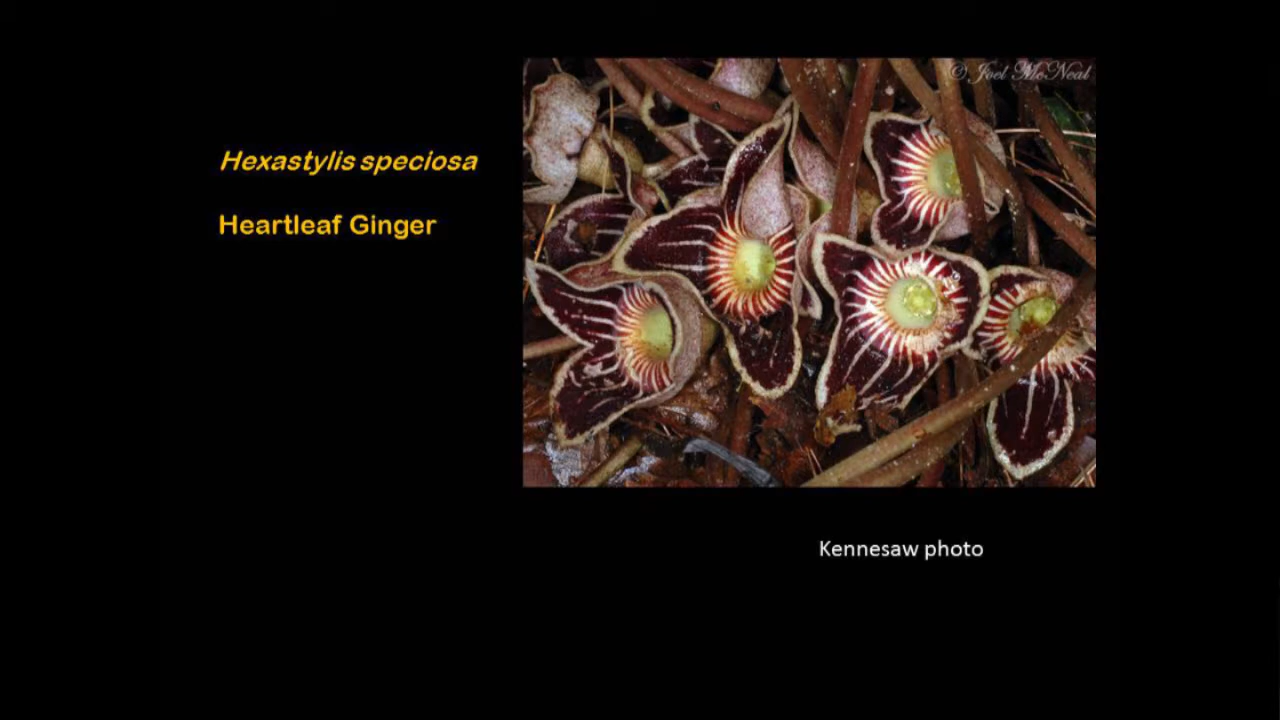 © Joel McNeal
Hexastylis speciosa
Heartleaf Ginger
Kennesaw photo